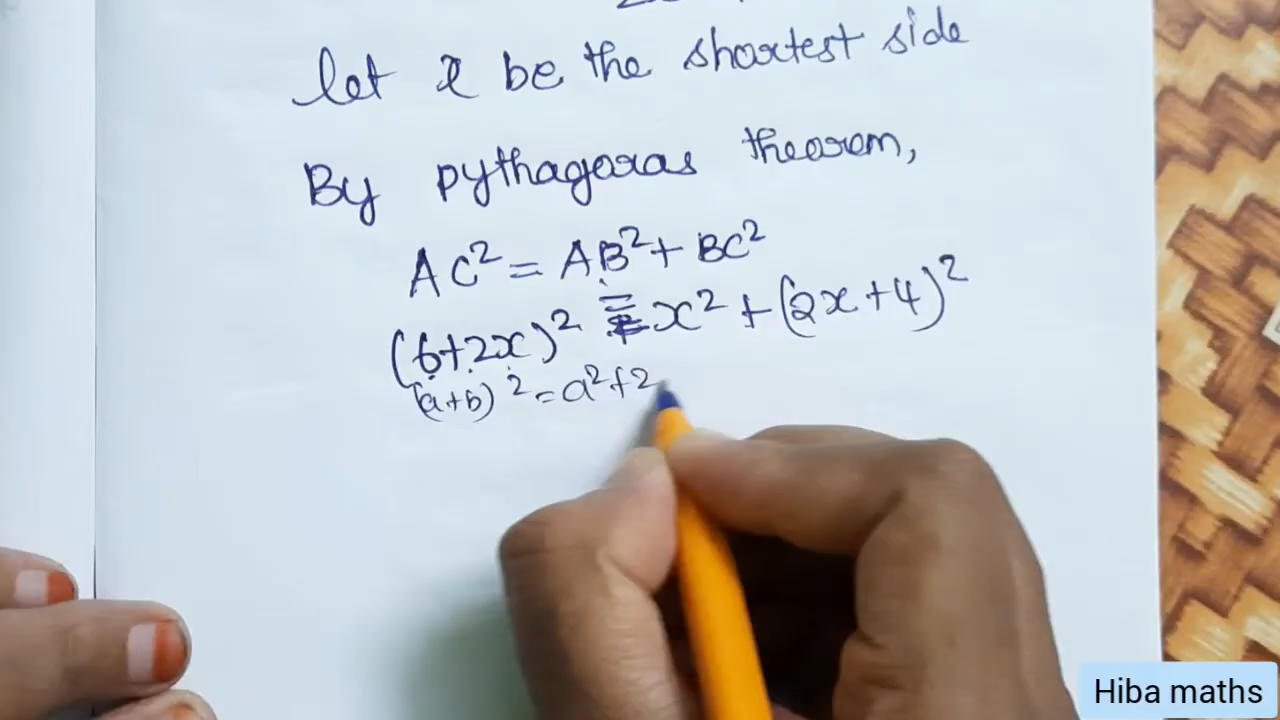 let x be the shortest side
By pythagoras theorem,
AC² = AB² + BC²
(6+2x)² = x² + (2x+4)²
(a+b)² = a² + 2
Hiba maths